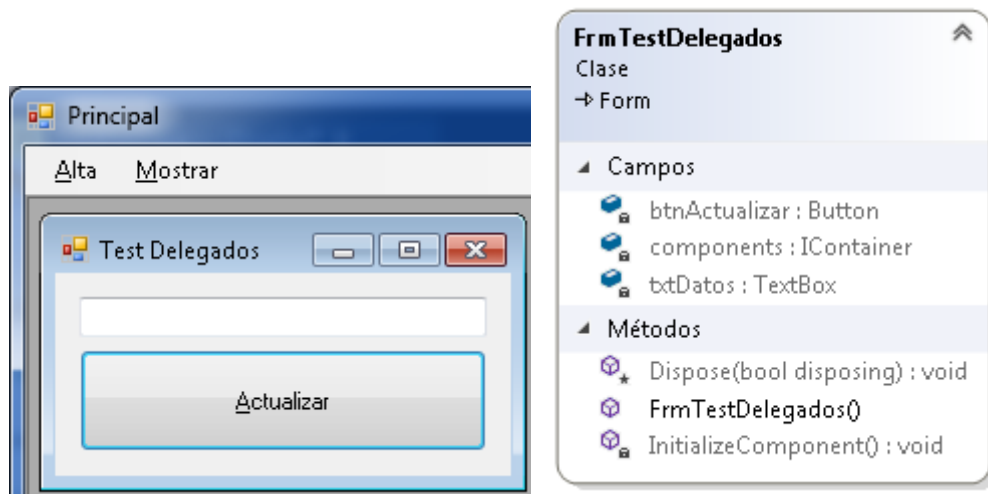 Principal
Alta Mostrar
Test Delegados
Actualizar
FrmTestDelegados
Clase
Form
Campos
btnActualizar : Button
components : IContainer
txtDatos : TextBox
Métodos
Dispose(bool disposing) : void
FrmTestDelegados()
InitializeComponent() : void